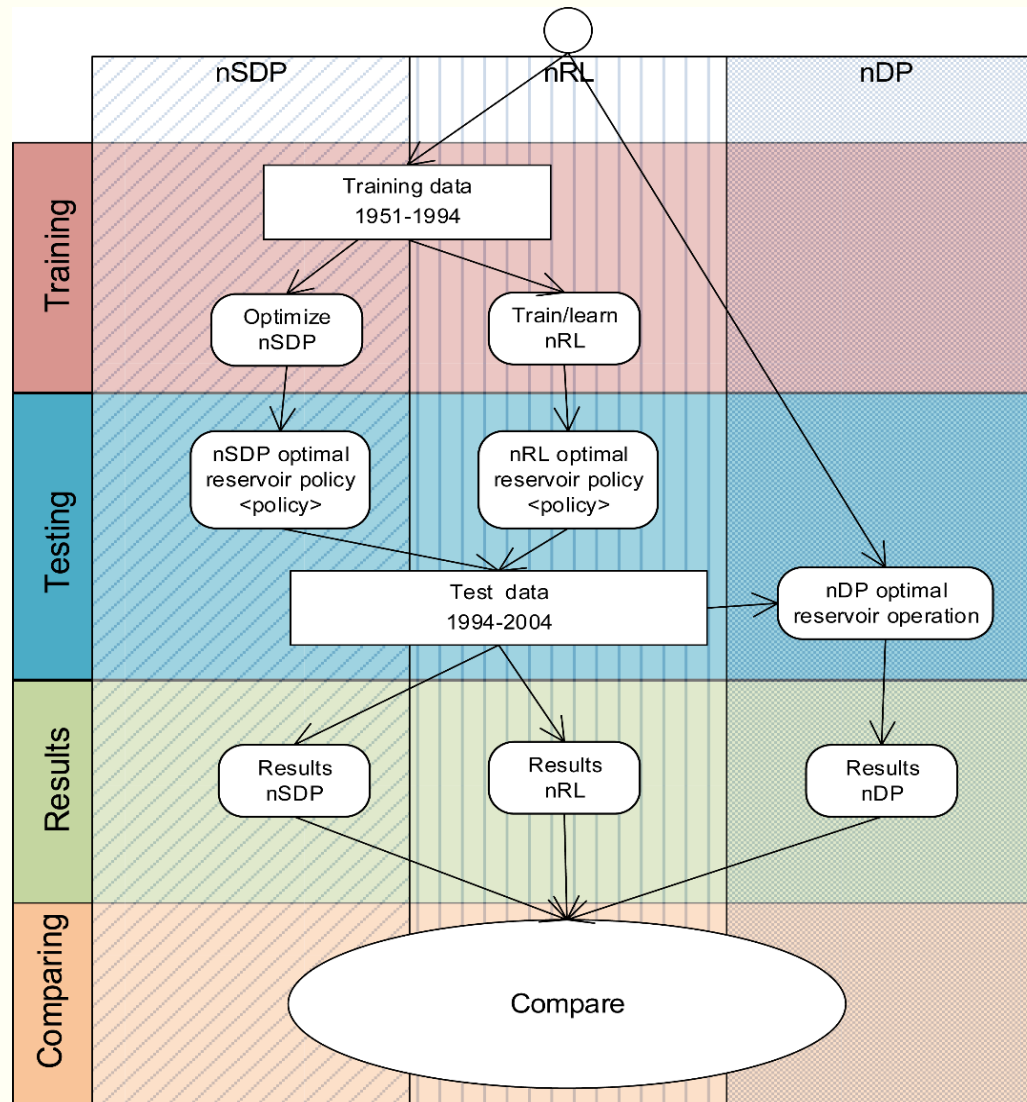 nSDP
nRL
nDP
Training
Training data
1951-1994
Optimize
nSDP
Train/learn
nRL
Testing
nSDP optimal
reservoir policy
<policy>
nRL optimal
reservoir policy
<policy>
Test data
1994-2004
nDP optimal
reservoir operation
Results
Results
nSDP
Results
nRL
Results
nDP
Comparing
Compare